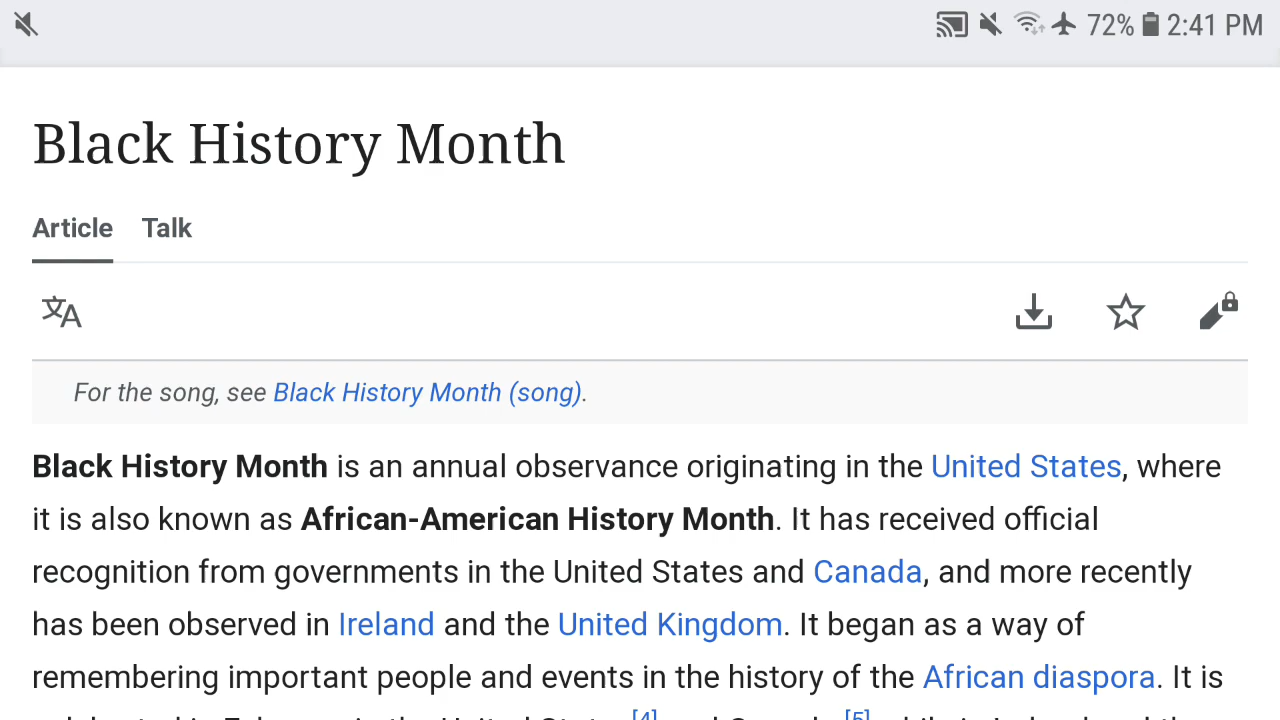 72% 2:41 PM
Black History Month
Article Talk
For the song, see Black History Month (song).
Black History Month is an annual observance originating in the United States, where
it is also known as African-American History Month. It has received official
recognition from governments in the United States and Canada, and more recently
has been observed in Ireland and the United Kingdom. It began as a way of
remembering important people and events in the history of the African diaspora. It is